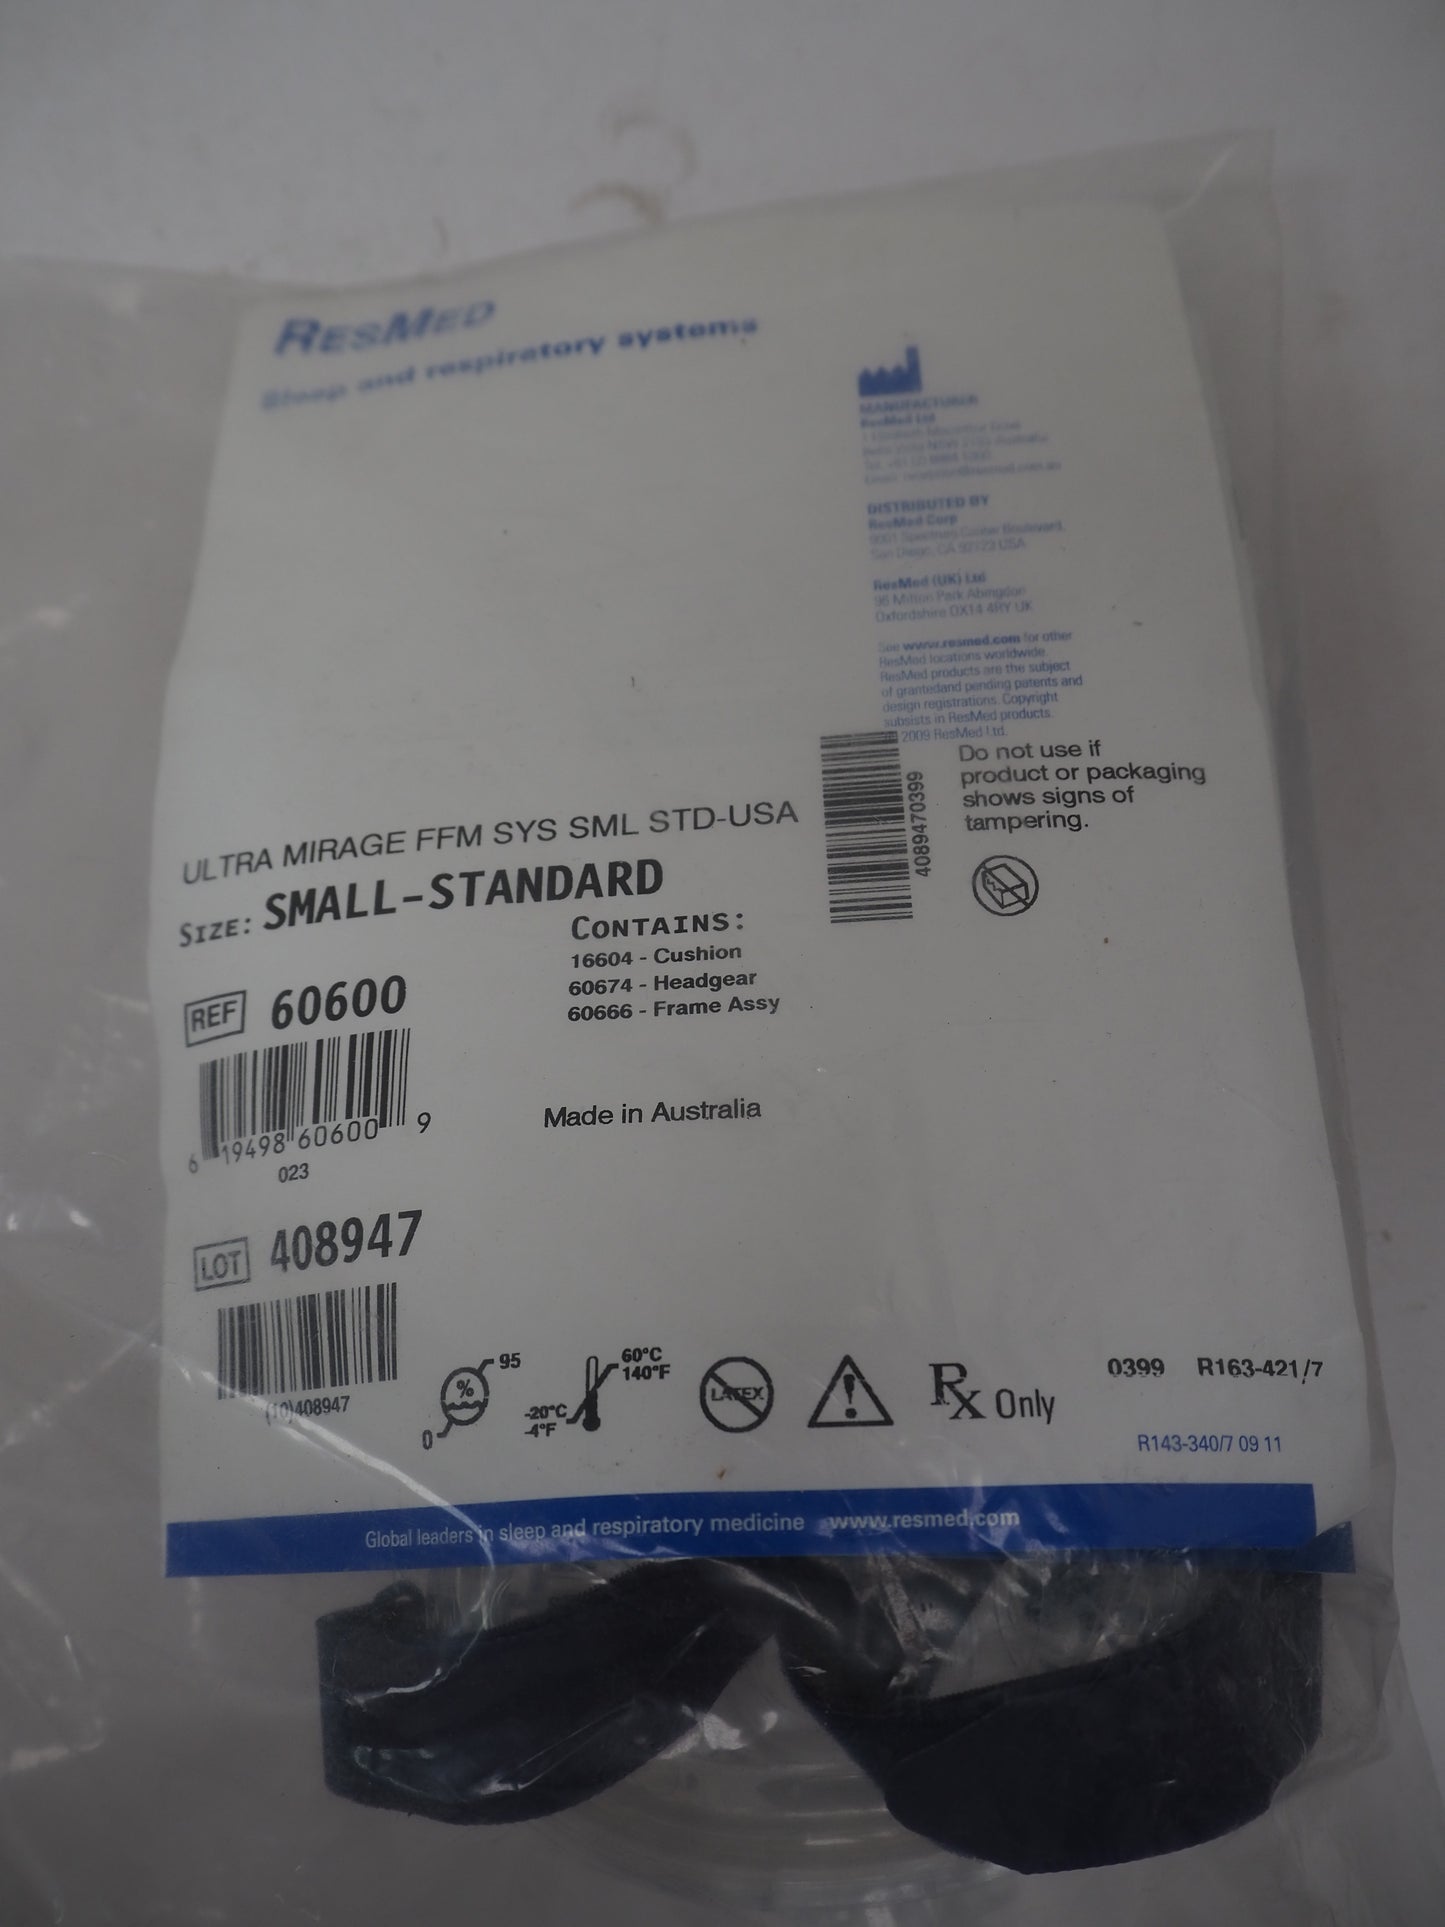 RESMED
Sleep and respiratory systems
MANUFACTURER
ResMed Ltd
DISTRIBUTED BY
ResMed Corp
9001 Spectrum Center Boulevard,
San Diego, CA 92123 USA
ResMed (UK) Ltd
96 Milton Park Abingdon
Oxfordshire OX14 4RY UK
See www.resmed.com for other
ResMed locations worldwide.
ResMed products are the subject
of grantedand pending patents and
design registrations. Copyright
subsists in ResMed products.
2009 ResMed Ltd.
4089470399
Do not use if
product or packaging
shows signs of
tampering.
ULTRA MIRAGE FFM SYS SML STD-USA
SIZE: SMALL-STANDARD
CONTAINS:
16604 - Cushion
60674 - Headgear
60666 - Frame Assy
REF 60600
6 19498 60600 9
023
Made in Australia
LOT 408947
(10)408947
% 95
0
60°C
140°F
-20°C
-4°F
LATEX
Rx Only
0399 R163-421/7
R143-340/7 09 11
Global leaders in sleep and respiratory medicine www.resmed.com